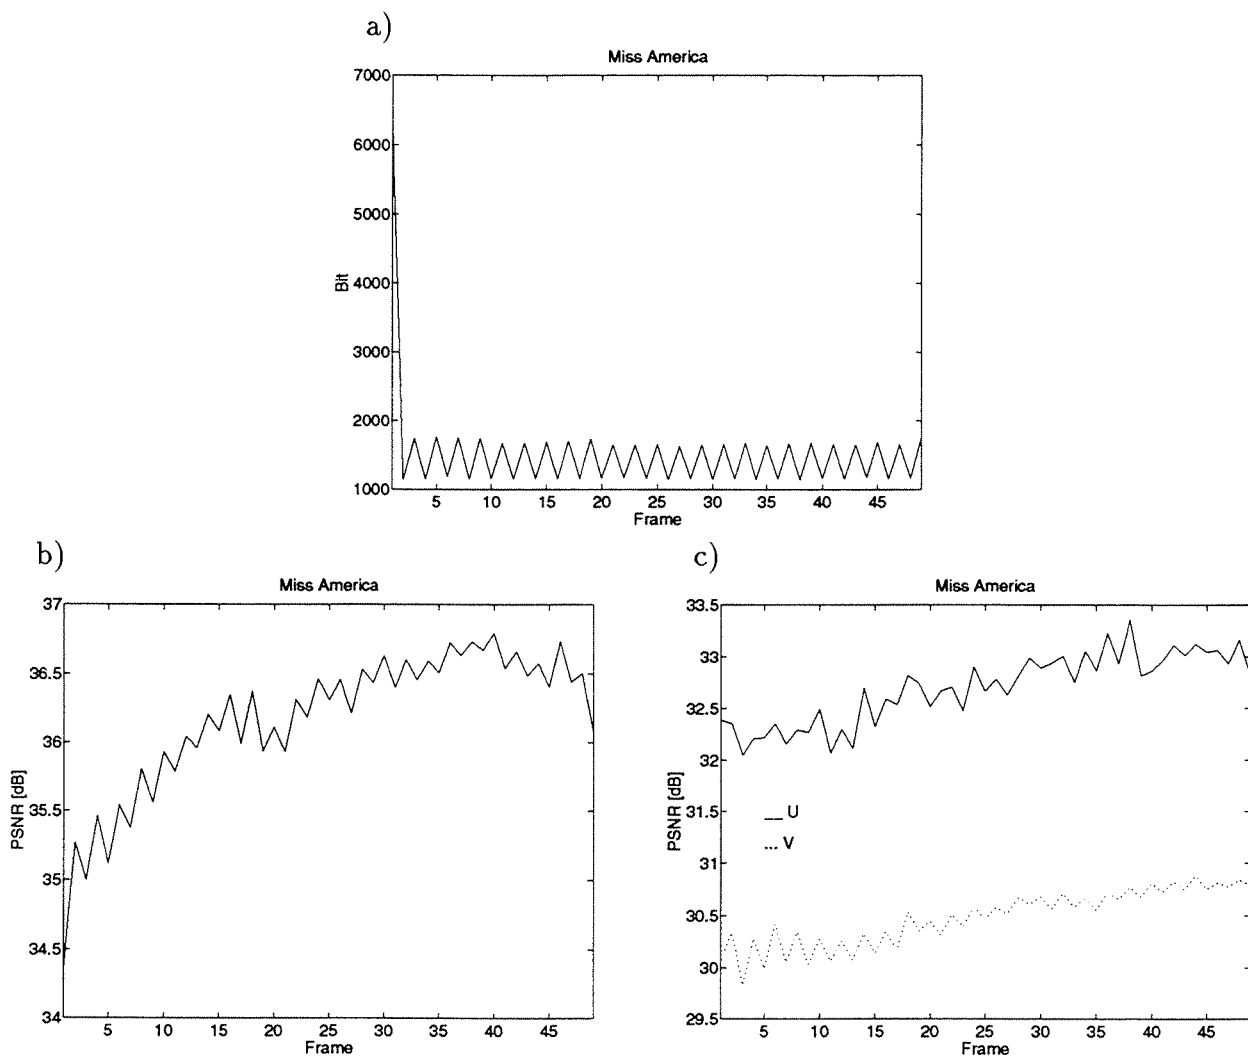 a)
Miss America
7000
6000
5000
4000
3000
2000
1000
Bit
5 10 15 20 25 30 35 40 45
Frame
b)
Miss America
37
36.5
36
35.5
35
34.5
34
PSNR [dB]
5 10 15 20 25 30 35 40 45
Frame
c)
Miss America
33.5
33
32.5
32
31.5
31
30.5
30
29.5
PSNR [dB]
U
V
5 10 15 20 25 30 35 40 45
Frame